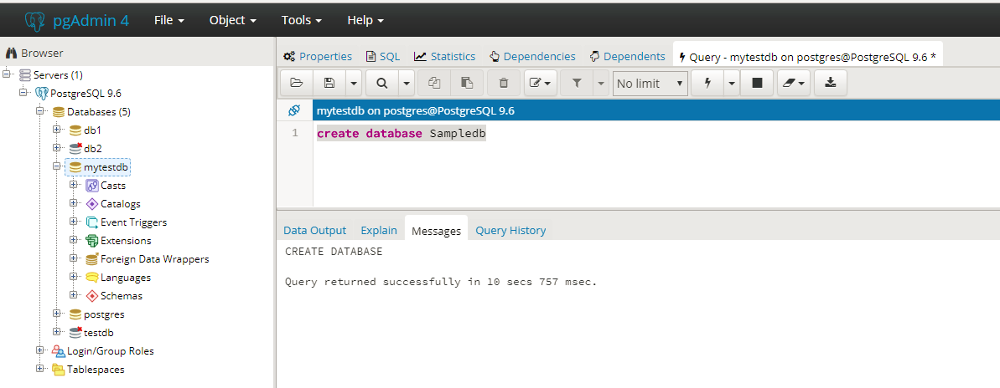 pgAdmin 4 File Object Tools Help
Browser
Servers (1)
PostgreSQL 9.6
Databases (5)
db1
db2
mytestdb
Casts
Catalogs
Event Triggers
Extensions
Foreign Data Wrappers
Languages
Schemas
postgres
testdb
Login/Group Roles
Tablespaces
Properties SQL Statistics Dependencies Dependents Query - mytestdb on postgres@PostgreSQL 9.6 *
No limit
mytestdb on postgres@PostgreSQL 9.6
1 create database Sampledb
Data Output Explain Messages Query History
CREATE DATABASE
Query returned successfully in 10 secs 757 msec.